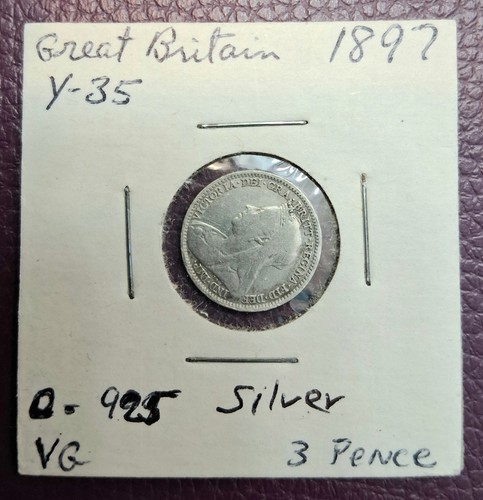 Great Britain 1897
Y-35
VICTORIA·DEI·GRA·BRITT·REGINA·FID·DEF·IND·IMP·
0.925 Silver
VG 3 Pence